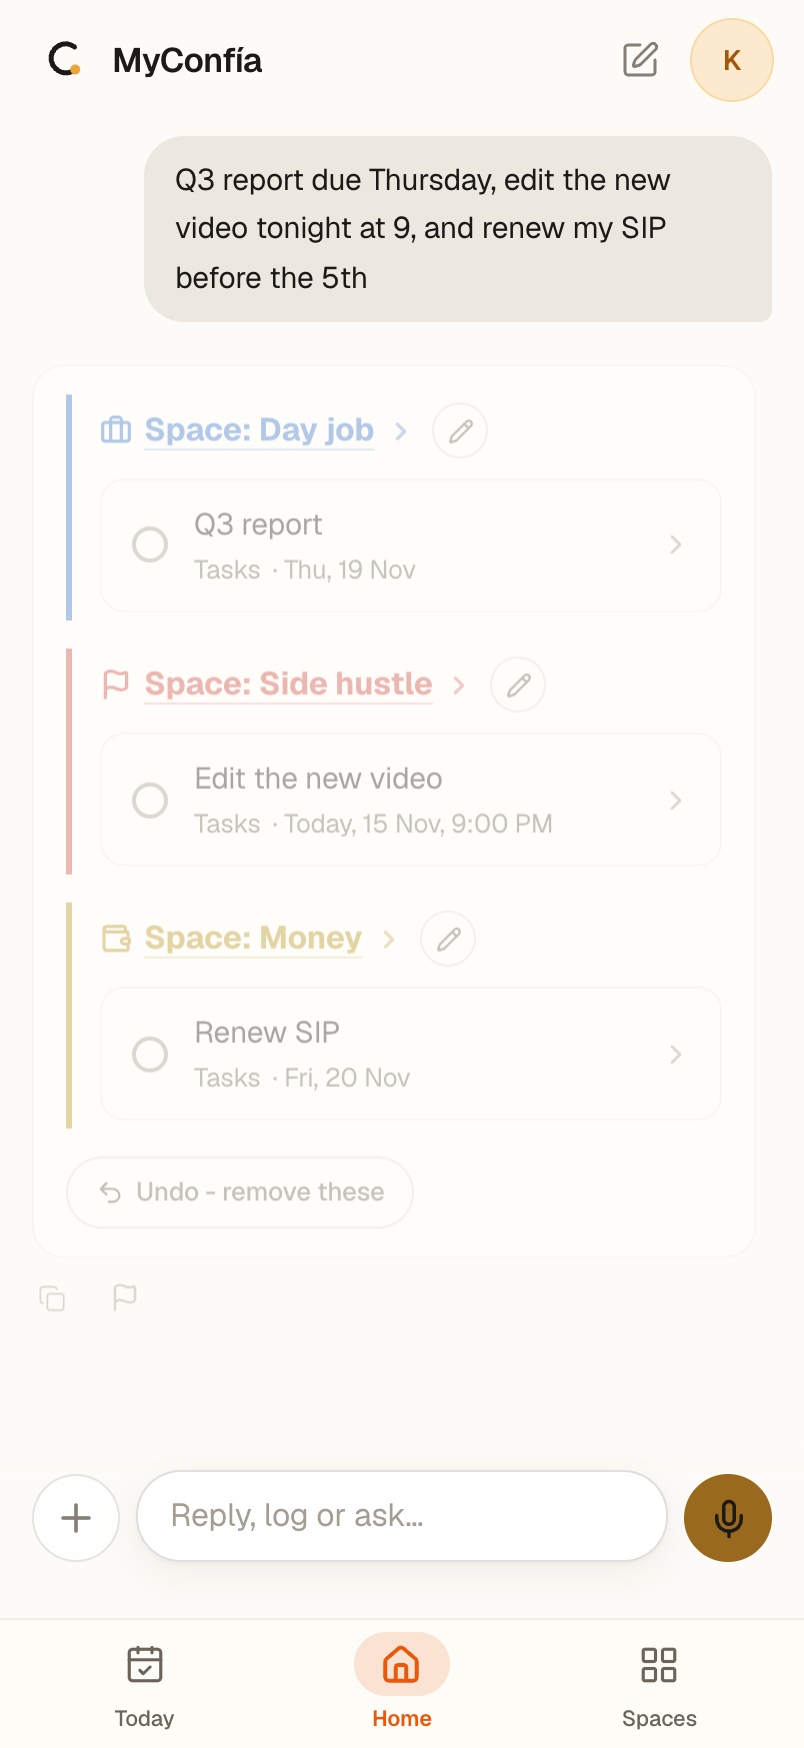 MyConfía
K
Q3 report due Thursday, edit the new
video tonight at 9, and renew my SIP
before the 5th
Space: Day job
Q3 report
Tasks · Thu, 19 Nov
Space: Side hustle
Edit the new video
Tasks · Today, 15 Nov, 9:00 PM
Space: Money
Renew SIP
Tasks · Fri, 20 Nov
Undo - remove these
Reply, log or ask...
Today
Home
Spaces